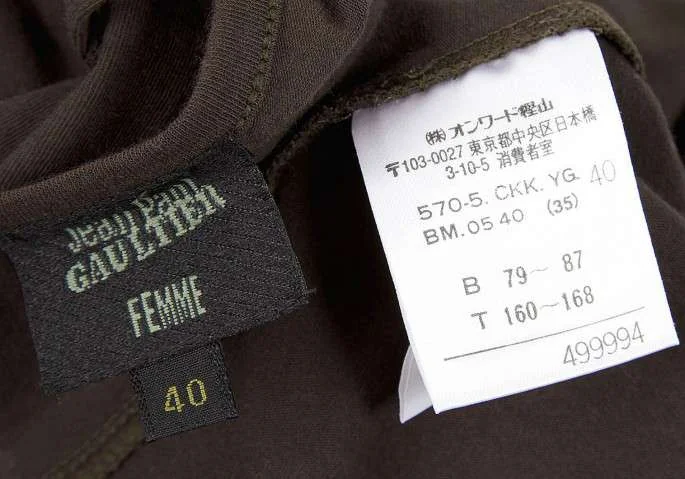 Jean Paul
GAULTIER
FEMME
40
(株)オンワード樫山
〒103-0027 東京都中央区日本橋
3-10-5 消費者室
570-5. CKK. YG. 40
BM. 05 40 (35)
B 79～ 87
T 160～168
499994